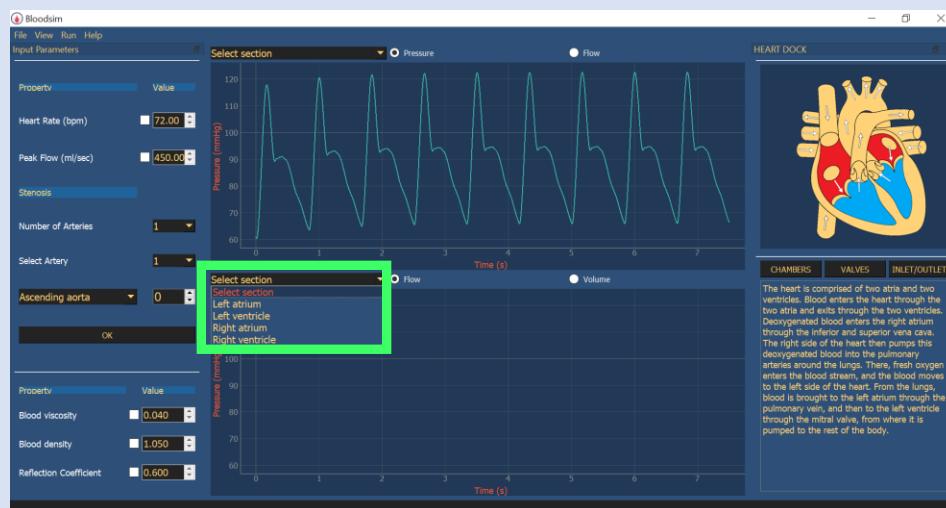 Bloodsim
File View Run Help
Input Parameters
Property Value
Heart Rate (bpm) 72.00
Peak Flow (ml/sec) 450.00
Stenosis
Number of Arteries 1
Select Artery 1
Ascending aorta 0
OK
Property Value
Blood viscosity 0.040
Blood density 1.050
Reflection Coefficient 0.600
Select section Pressure Flow
120
110
100
90
80
70
60
Pressure (mmHg)
0 1 2 3 4 5 6 7
Time (s)
Select section Flow Volume
Select section
Left atrium
Left ventricle
Right atrium
Right ventricle
100
90
80
70
60
Pressure (mmHg)
0 1 2 3 4 5 6 7
Time (s)
HEART DOCK
CHAMBERS VALVES INLET/OUTLET
The heart is comprised of two atria and two
ventricles. Blood enters the heart through the
two atria and exits through the two ventricles.
Deoxygenated blood enters the right atrium
through the inferior and superior vena cava.
The right side of the heart then pumps this
deoxygenated blood into the pulmonary
arteries around the lungs. There, fresh oxygen
enters the blood stream, and the blood moves
to the left side of the heart. From the lungs,
blood is brought to the left atrium through the
pulmonary vein, and then to the left ventricle
through the mitral valve, from where it is
pumped to the rest of the body.